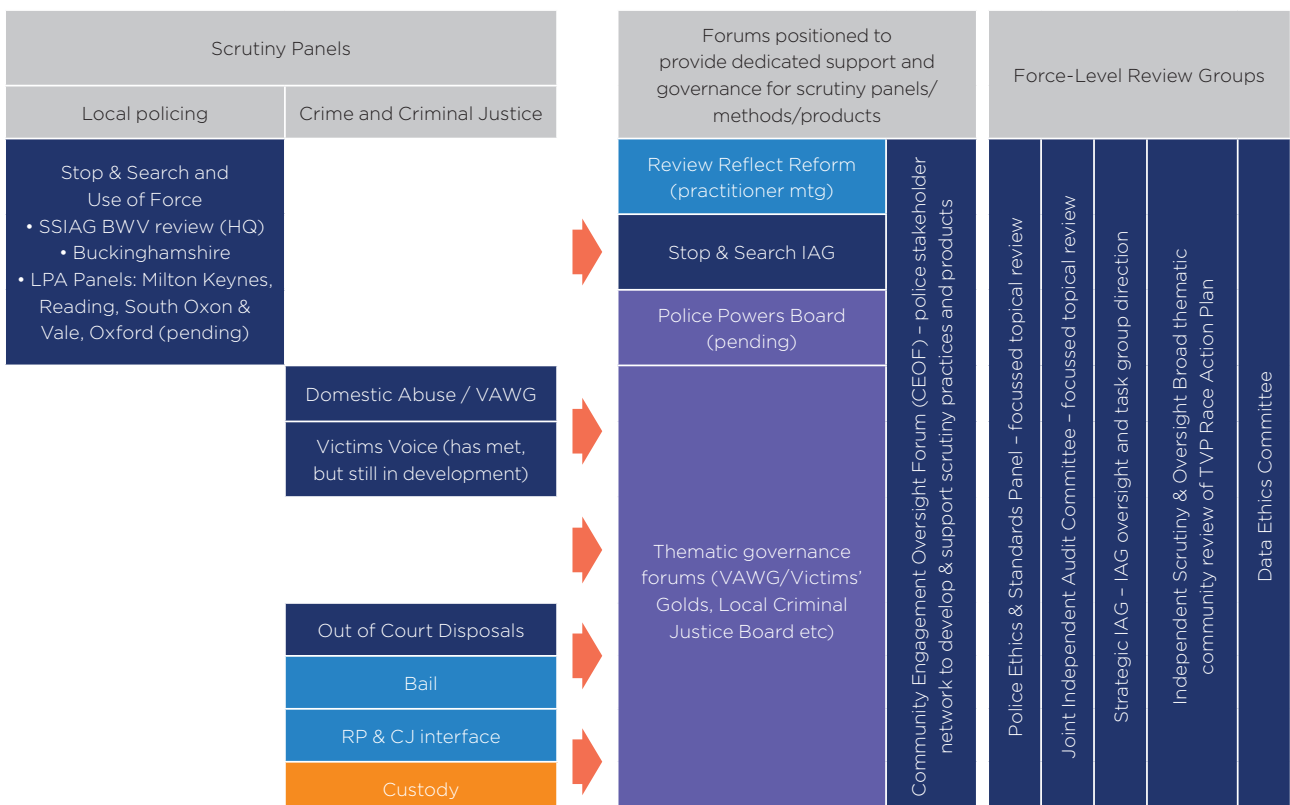 Scrutiny Panels
Local policing
Crime and Criminal Justice
Stop & Search and
Use of Force
• SSIAG BWV review (HQ)
• Buckinghamshire
• LPA Panels: Milton Keynes,
Reading, South Oxon &
Vale, Oxford (pending)
Domestic Abuse / VAWG
Victims Voice (has met,
but still in development)
Out of Court Disposals
Bail
RP & CJ interface
Custody
Forums positioned to
provide dedicated support and
governance for scrutiny panels/
methods/products
Review Reflect Reform
(practitioner mtg)
Stop & Search IAG
Police Powers Board
(pending)
Thematic governance
forums (VAWG/Victims’
Golds, Local Criminal
Justice Board etc)
Community Engagement Oversight Forum (CEOF) – police stakeholder
network to develop & support scrutiny practices and products
Force-Level Review Groups
Police Ethics & Standards Panel – focussed topical review
Joint Independent Audit Committee - focussed topical review
Strategic IAG – IAG oversight and task group direction
Independent Scrutiny & Oversight Broad thematic
community review of TVP Race Action Plan
Data Ethics Committee